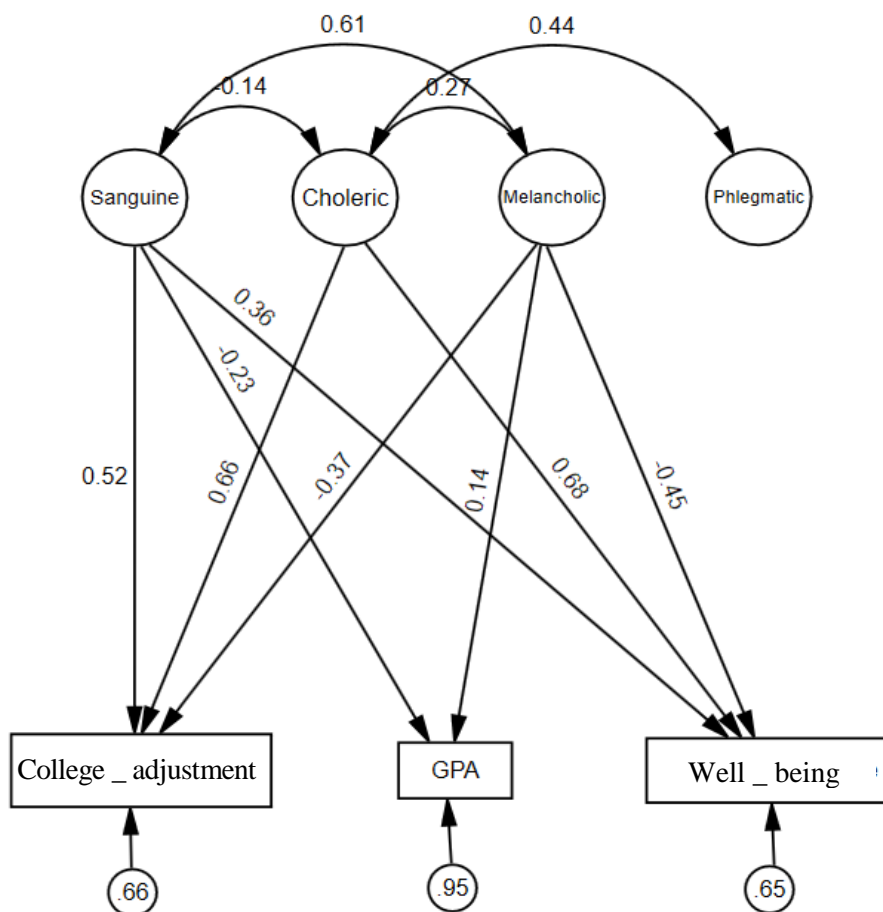 0.61
0.44
-0.14
0.27
Sanguine
Choleric
Melancholic
Phlegmatic
0.36
-0.23
0.52
0.66
-0.37
0.14
0.68
-0.45
College _ adjustment
GPA
Well _ being
.66
.95
.65